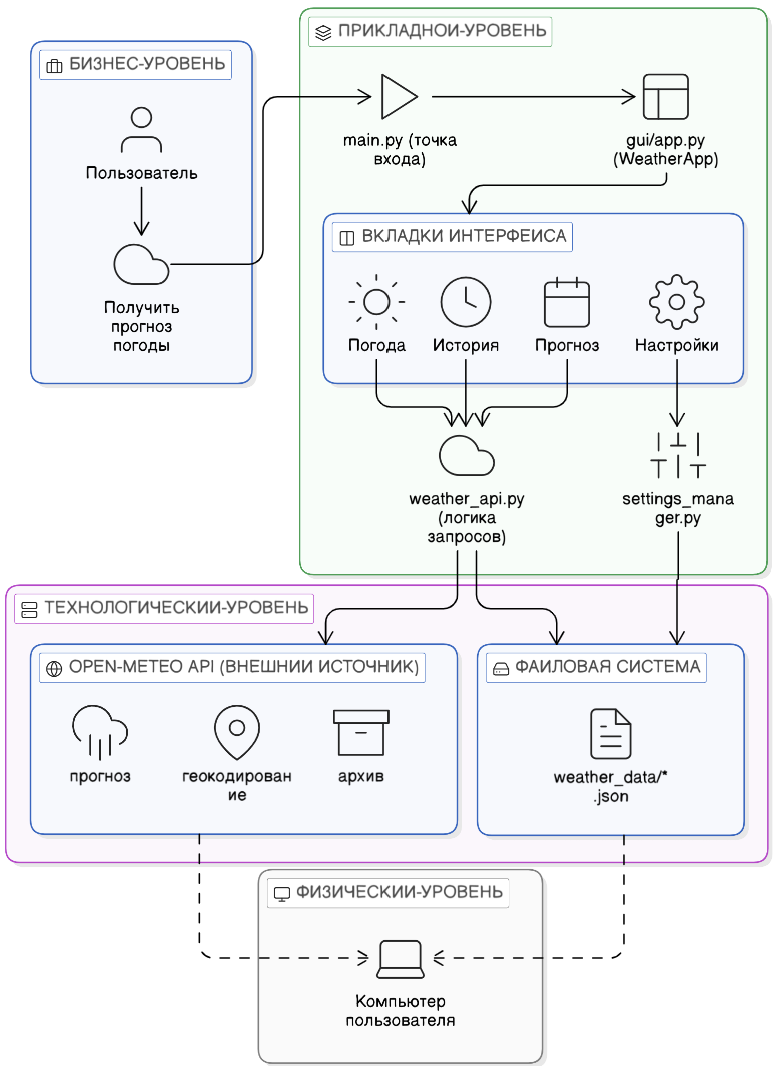 БИЗНЕС-УРОВЕНЬ
Пользователь
Получить
прогноз
погоды
ПРИКЛАДНОИ-УРОВЕНЬ
main.py (точка
входа)
gui/app.py
(WeatherApp)
ВКЛАДКИ ИНТЕРФЕИСА
Погода
История
Прогноз
Настройки
weather_api.py
(логика
запросов)
settings_mana
ger.py
ТЕХНОЛОГИЧЕСКИИ-УРОВЕНЬ
OPEN-METEO API (ВНЕШНИИ ИСТОЧНИК)
прогноз
геокодирован
ие
архив
ФАИЛОВАЯ СИСТЕМА
weather_data/*
.json
ФИЗИЧЕСКИИ-УРОВЕНЬ
Компьютер
пользователя